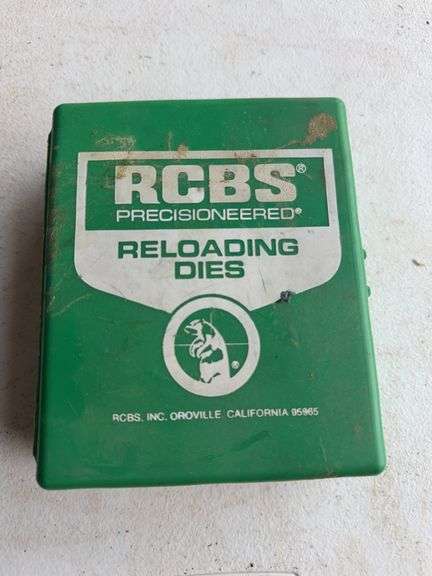 RCBS®
PRECISIONEERED®
RELOADING
DIES
®
RCBS, INC. OROVILLE CALIFORNIA 95965